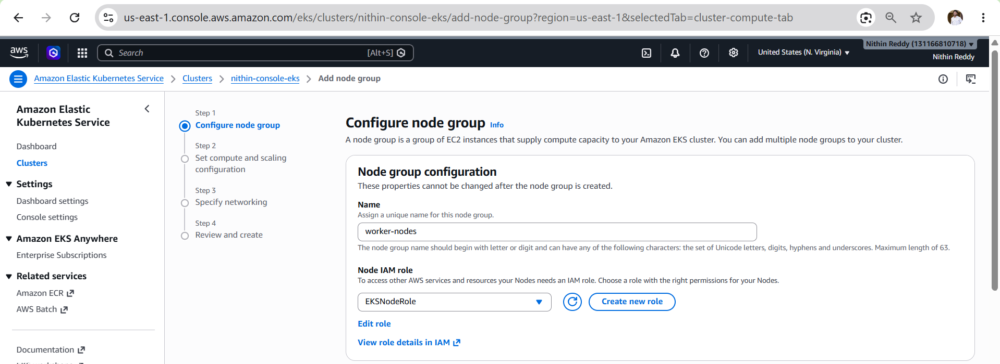 us-east-1.console.aws.amazon.com/eks/clusters/nithin-console-eks/add-node-group?region=us-east-1&selectedTab=cluster-compute-tab
aws
Search
[Alt+S]
United States (N. Virginia)
Nithin Reddy (131166810718)
Nithin Reddy
Amazon Elastic Kubernetes Service
Clusters
nithin-console-eks
Add node group
Amazon Elastic
Kubernetes Service
Dashboard
Clusters
Settings
Dashboard settings
Console settings
Amazon EKS Anywhere
Enterprise Subscriptions
Related services
Amazon ECR
AWS Batch
Documentation
Step 1
Configure node group
Step 2
Set compute and scaling
configuration
Step 3
Specify networking
Step 4
Review and create
Configure node group Info
A node group is a group of EC2 instances that supply compute capacity to your Amazon EKS cluster. You can add multiple node groups to your cluster.
Node group configuration
These properties cannot be changed after the node group is created.
Name
Assign a unique name for this node group.
worker-nodes
The node group name should begin with letter or digit and can have any of the following characters: the set of Unicode letters, digits, hyphens and underscores. Maximum length of 63.
Node IAM role
To access other AWS services and resources your Nodes needs an IAM role. Choose a role with the right permissions for your Nodes.
EKSNodeRole
Create new role
Edit role
View role details in IAM